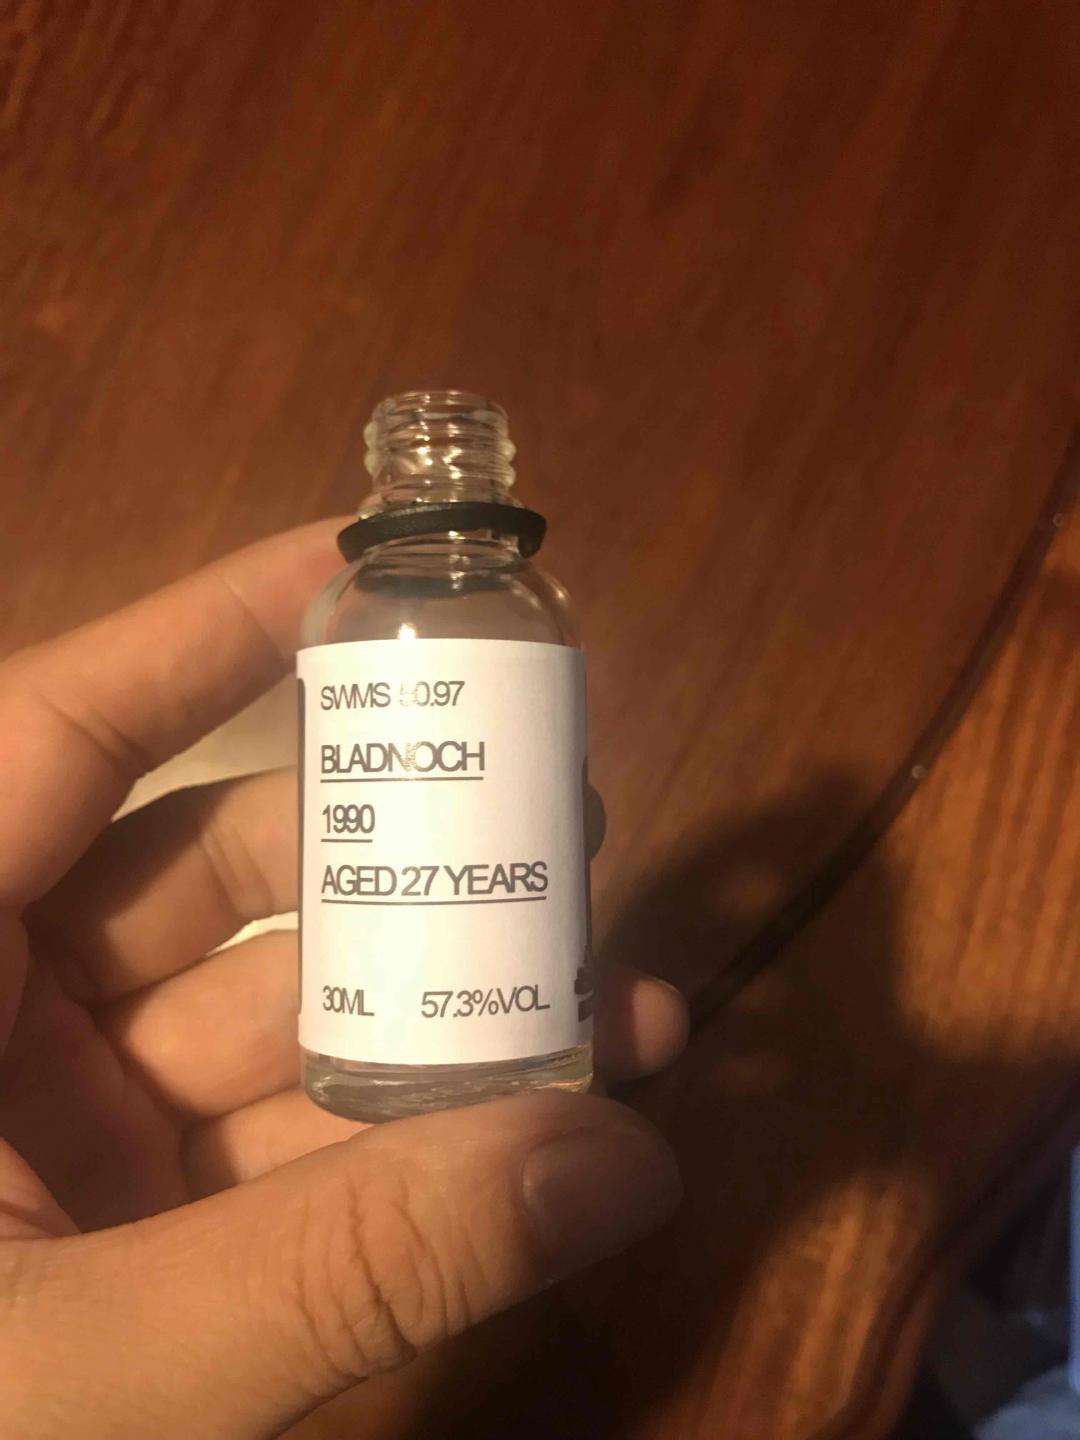 SWMS 50.97
BLADNOCH
1990
AGED 27 YEARS
30ML 57.3%VOL